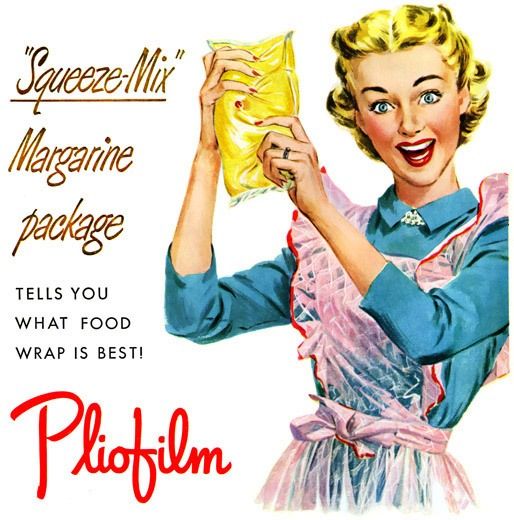 "Squeeze-Mix"
Margarine
package
TELLS YOU
WHAT FOOD
WRAP IS BEST!
Pliofilm